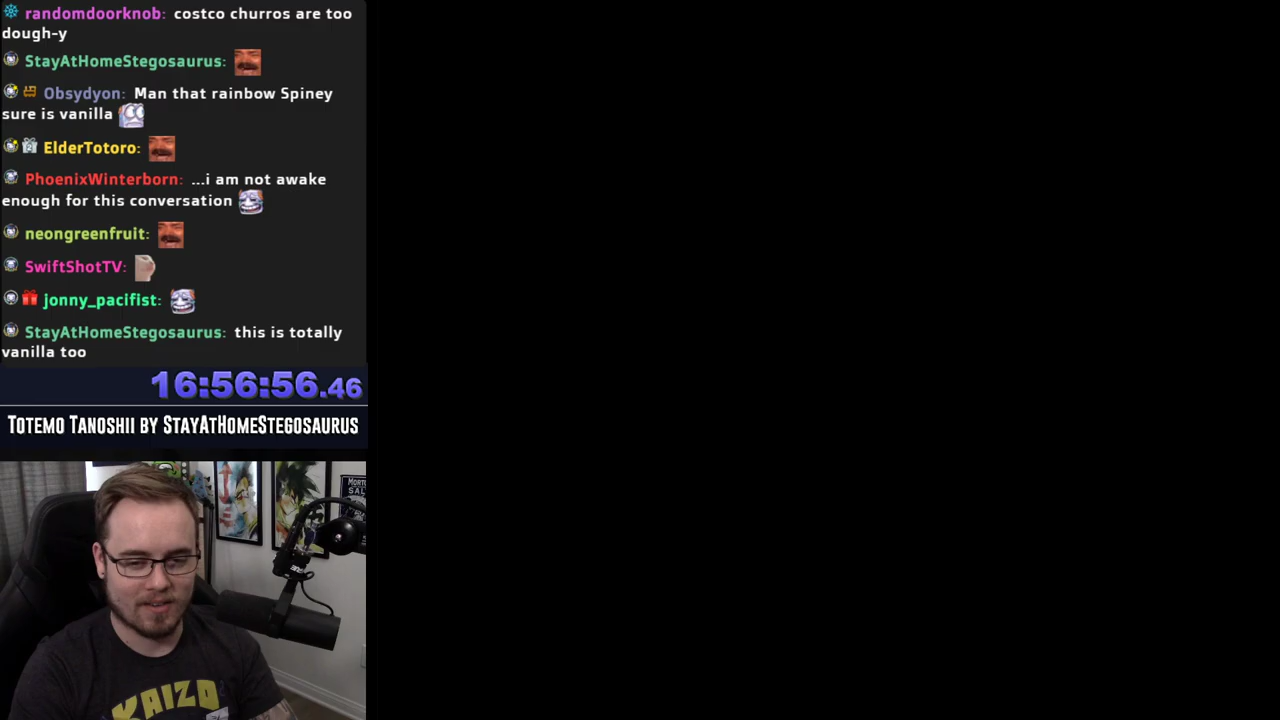 randomdoorknob: costco churros are too
dough-y
StayAtHomeStegosaurus:
Obsydyon: Man that rainbow Spiney
sure is vanilla
ElderTotoro:
PhoenixWinterborn: ...i am not awake
enough for this conversation
neongreenfruit:
SwiftShotTV:
jonny_pacifist:
StayAtHomeStegosaurus: this is totally
vanilla too
16:56:56.46
TOTEMO TANOSHII BY STAYATHOMESTEGOSAURUS
MORTO
SAL
KAIZO